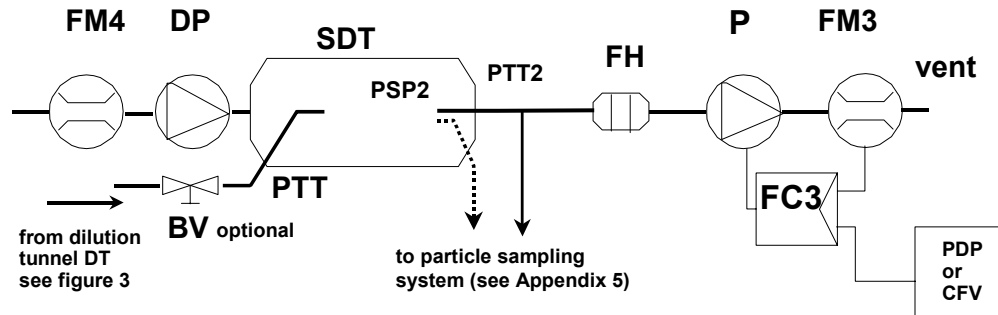 FM4
DP
SDT
PSP2
PTT2
FH
P
FM3
vent
PTT
BV optional
FC3
from dilution
tunnel DT
see figure 3
to particle sampling
system (see Appendix 5)
PDP
or
CFV